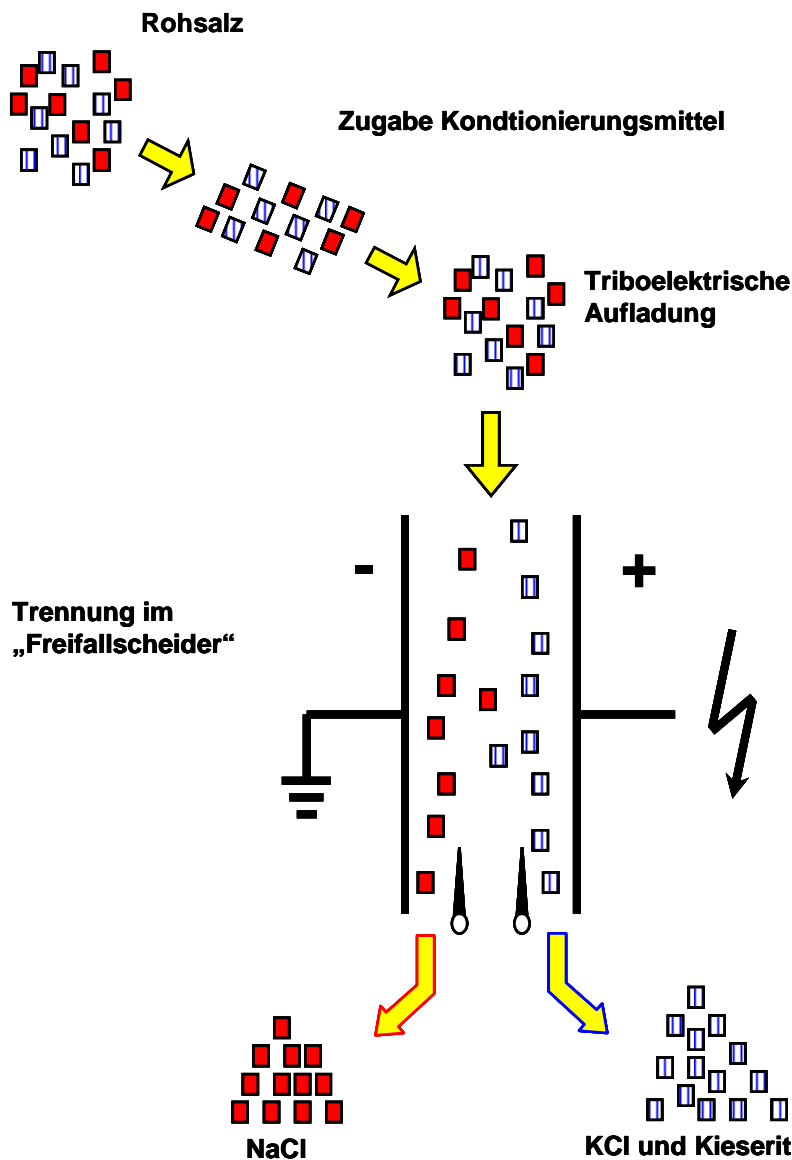 Rohsalz
Zugabe Kondtionierungsmittel
Triboelektrische
Aufladung
-
+
Trennung im
„Freifallscheider“
NaCl
KCl und Kieserit